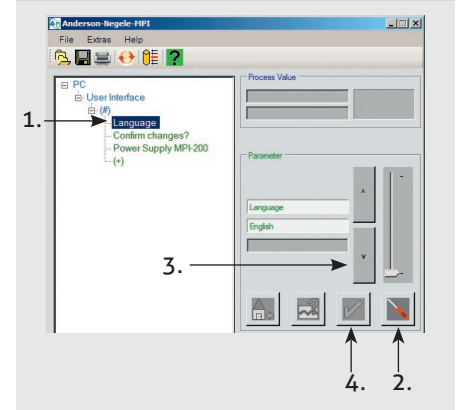 Anderson-Negele-MPI
File Extras Help
PC
User Interface
(#)
Language
Confirm changes?
Power Supply MPI-200
(+)
Process Value
Parameter
Language
English
1.
3.
4.
2.